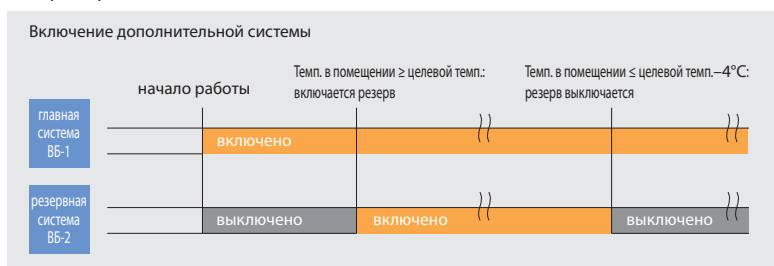 Включение дополнительной системы
начало работы
Темп. в помещении ≥ целевой темп.:
включается резерв
Темп. в помещении ≤ целевой темп.–4°C:
резерв выключается
главная
система
ВБ-1
включено
резервная
система
ВБ-2
выключено
включено
выключено